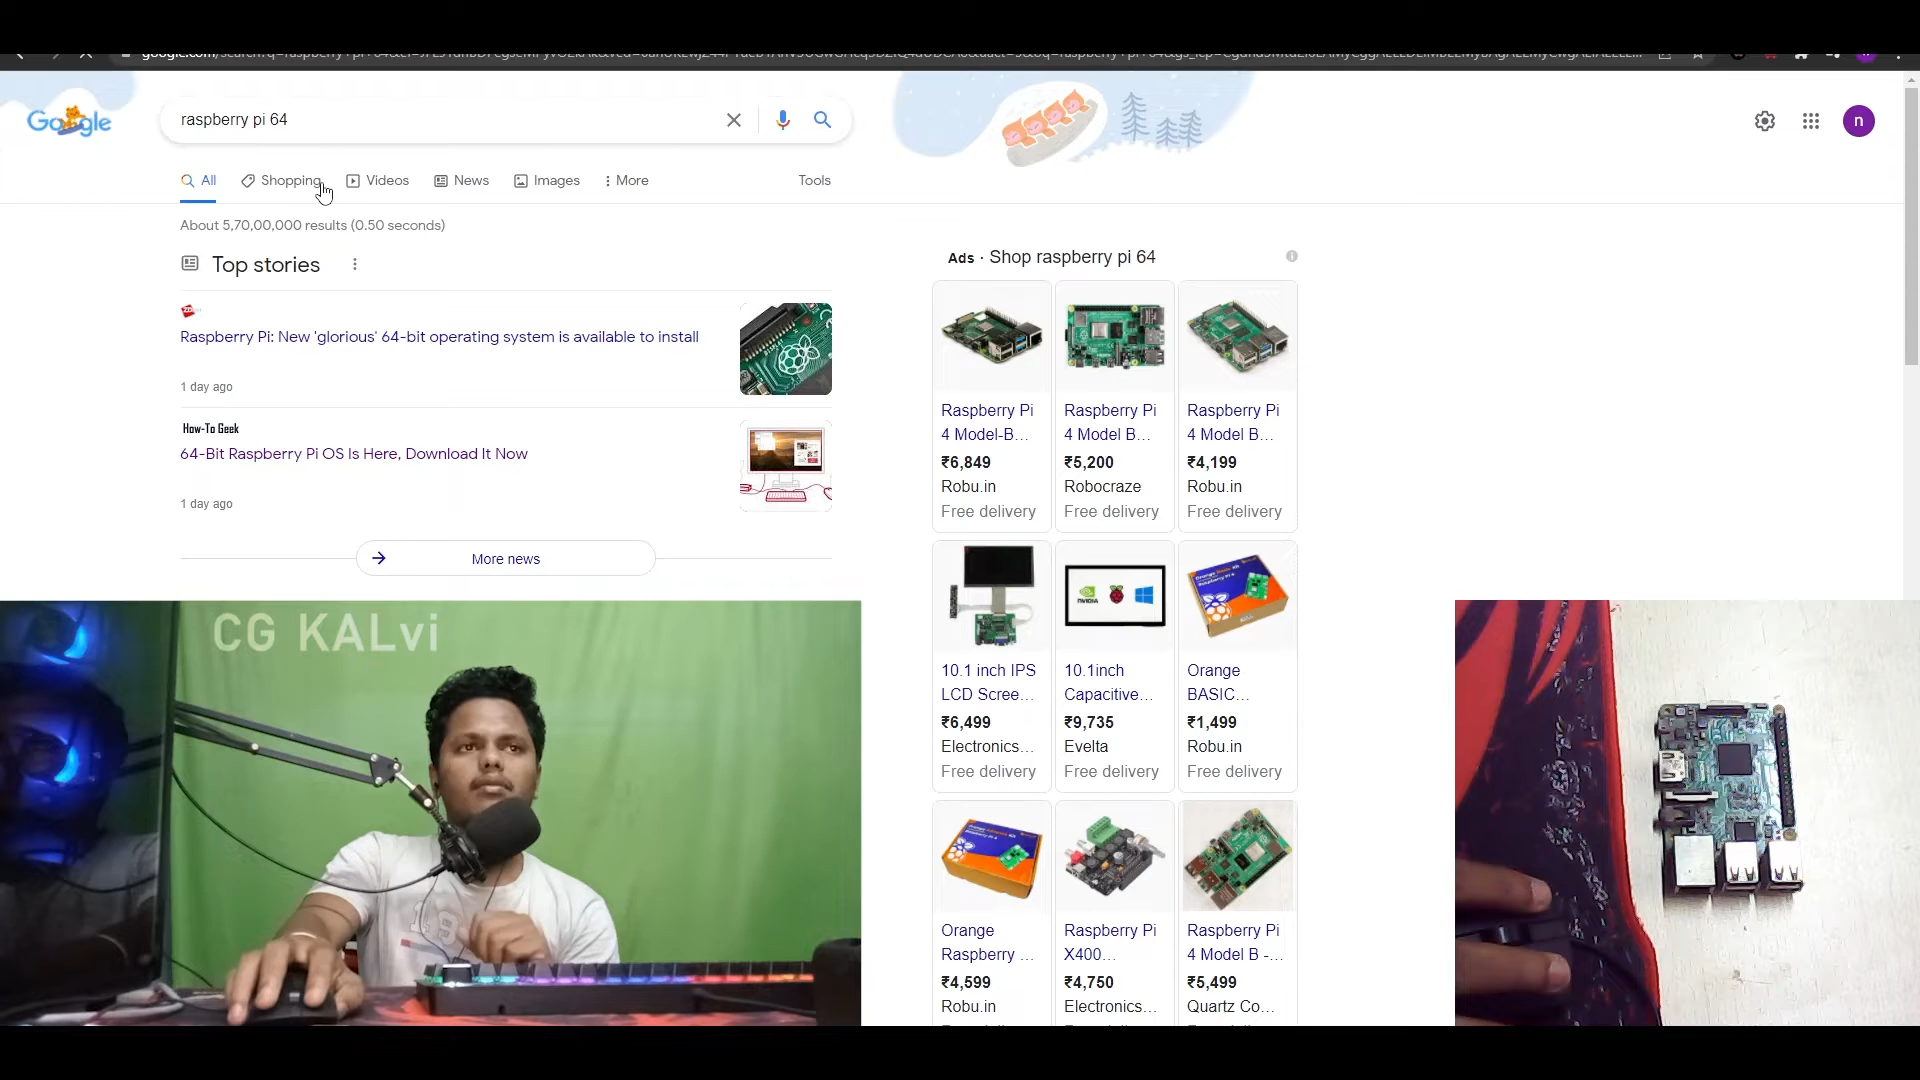 Google
raspberry pi 64
All
Shopping
Videos
News
Images
More
Tools
n
About 5,70,00,000 results (0.50 seconds)
Top stories
Raspberry Pi: New 'glorious' 64-bit operating system is available to install
1 day ago
How-To Geek
64-Bit Raspberry Pi OS Is Here, Download It Now
1 day ago
More news
Ads · Shop raspberry pi 64
Raspberry Pi
4 Model-B...
₹6,849
Robu.in
Free delivery
Raspberry Pi
4 Model B...
₹5,200
Robocraze
Free delivery
Raspberry Pi
4 Model B...
₹4,199
Robu.in
Free delivery
10.1 inch IPS
LCD Scree...
₹6,499
Electronics...
Free delivery
NVIDIA
10.1inch
Capacitive...
₹9,735
Evelta
Free delivery
Orange
BASIC...
₹1,499
Robu.in
Free delivery
Orange
Raspberry ...
₹4,599
Robu.in
Raspberry Pi
X400...
₹4,750
Electronics...
Raspberry Pi
4 Model B -...
₹5,499
Quartz Co...
CG KALvi